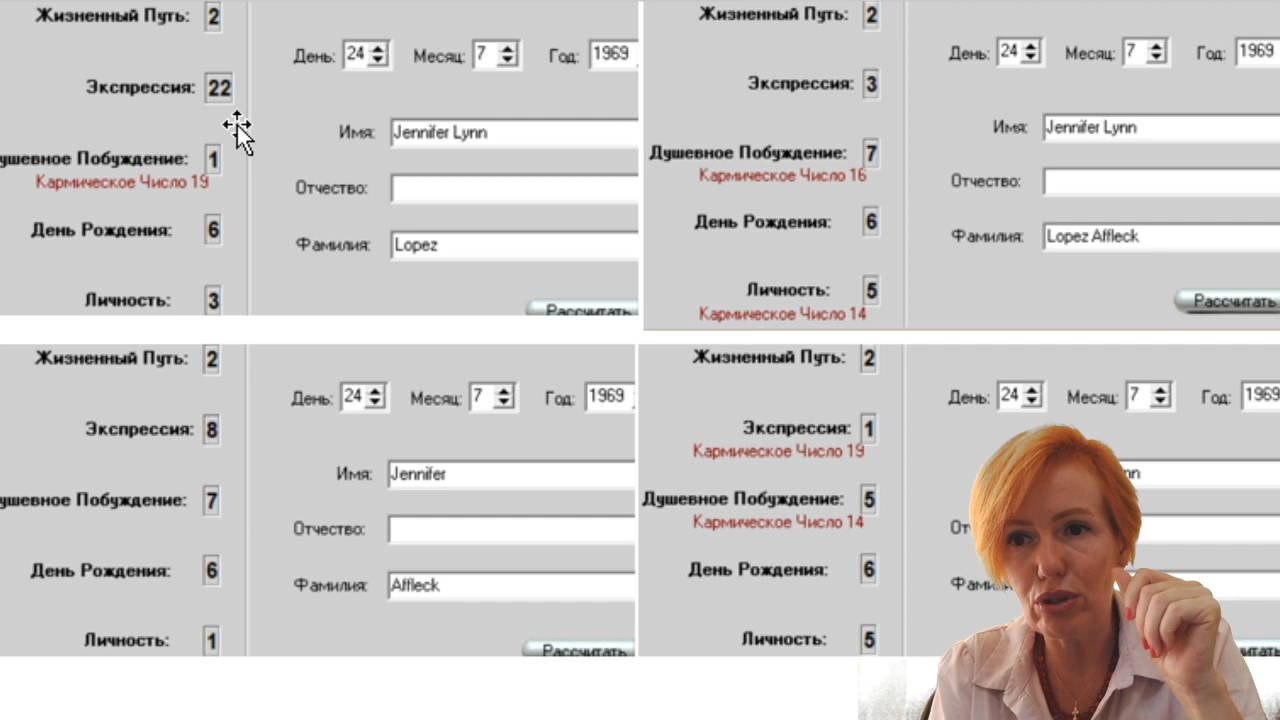 Жизненный Путь: 2
День: 24 Месяц: 7 Год: 1969
Экспрессия: 22
Имя: Jennifer Lynn
ушевное Побуждение: 1
Кармическое Число 19
Отчество:
День Рождения: 6
Фамилия: Lopez
Личность: 3
Рассчитать
Жизненный Путь: 2
День: 24 Месяц: 7 Год: 1969
Экспрессия: 3
Имя: Jennifer Lynn
Душевное Побуждение: 7
Кармическое Число 16
Отчество:
День Рождения: 6
Фамилия: Lopez Affleck
Личность: 5
Рассчитать
Кармическое Число 14
Жизненный Путь: 2
День: 24 Месяц: 7 Год: 1969
Экспрессия: 8
Имя: Jennifer
ушевное Побуждение: 7
Отчество:
День Рождения: 6
Фамилия: Affleck
Личность: 1
Рассчитать
Жизненный Путь: 2
День: 24 Месяц: 7 Год: 1969
Экспрессия: 1
Кармическое Число 19
Душевное Побуждение: 5
Кармическое Число 14
День Рождения: 6
Личность: 5